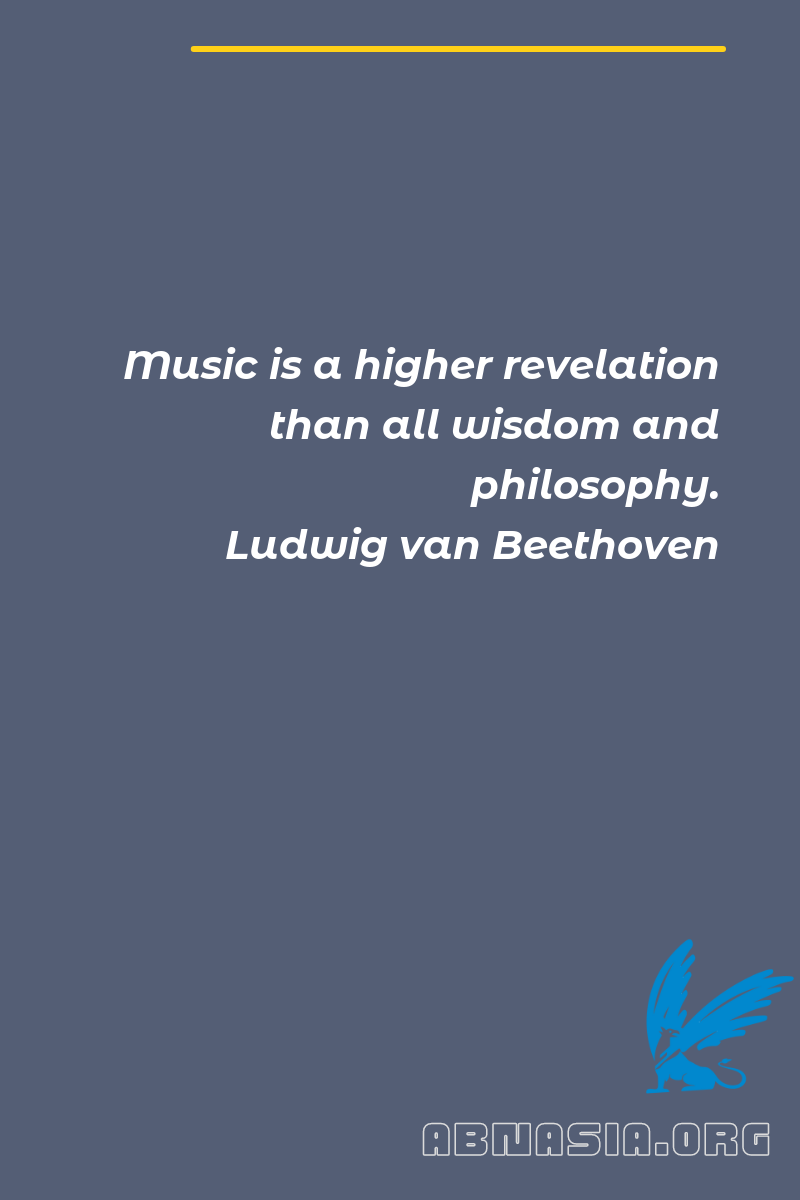 Music is a higher revelation
than all wisdom and
philosophy.
Ludwig van Beethoven
ABNASIA.ORG